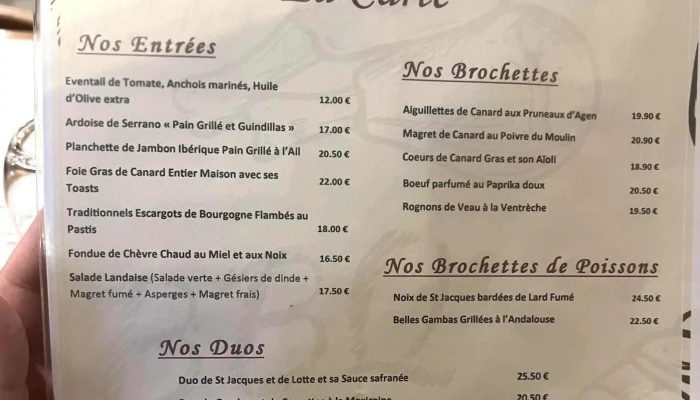 La Carte
Nos Entrées
Eventail de Tomate, Anchois marinés, Huile
d'Olive extra 12.00 €
Ardoise de Serrano « Pain Grillé et Guindillas » 17.00 €
Planchette de Jambon Ibérique Pain Grillé à l'Ail 20.50 €
Foie Gras de Canard Entier Maison avec ses
Toasts 22.00 €
Traditionnels Escargots de Bourgogne Flambés au
Pastis 18.00 €
Fondue de Chèvre Chaud au Miel et aux Noix 16.50 €
Salade Landaise (Salade verte + Gésiers de dinde +
Magret fumé + Asperges + Magret frais) 17.50 €
Nos Brochettes
Aiguillettes de Canard aux Pruneaux d'Agen 19.90 €
Magret de Canard au Poivre du Moulin 20.90 €
Coeurs de Canard Gras et son Aïoli 18.90 €
Boeuf parfumé au Paprika doux 20.50 €
Rognons de Veau à la Ventrèche 19.50 €
Nos Brochettes de Poissons
Noix de St Jacques bardées de Lard Fumé 24.50 €
Belles Gambas Grillées à l'Andalouse 22.50 €
Nos Duos
Duo de St Jacques et de Lotte et sa Sauce safranée 25.50 €
20.50 €